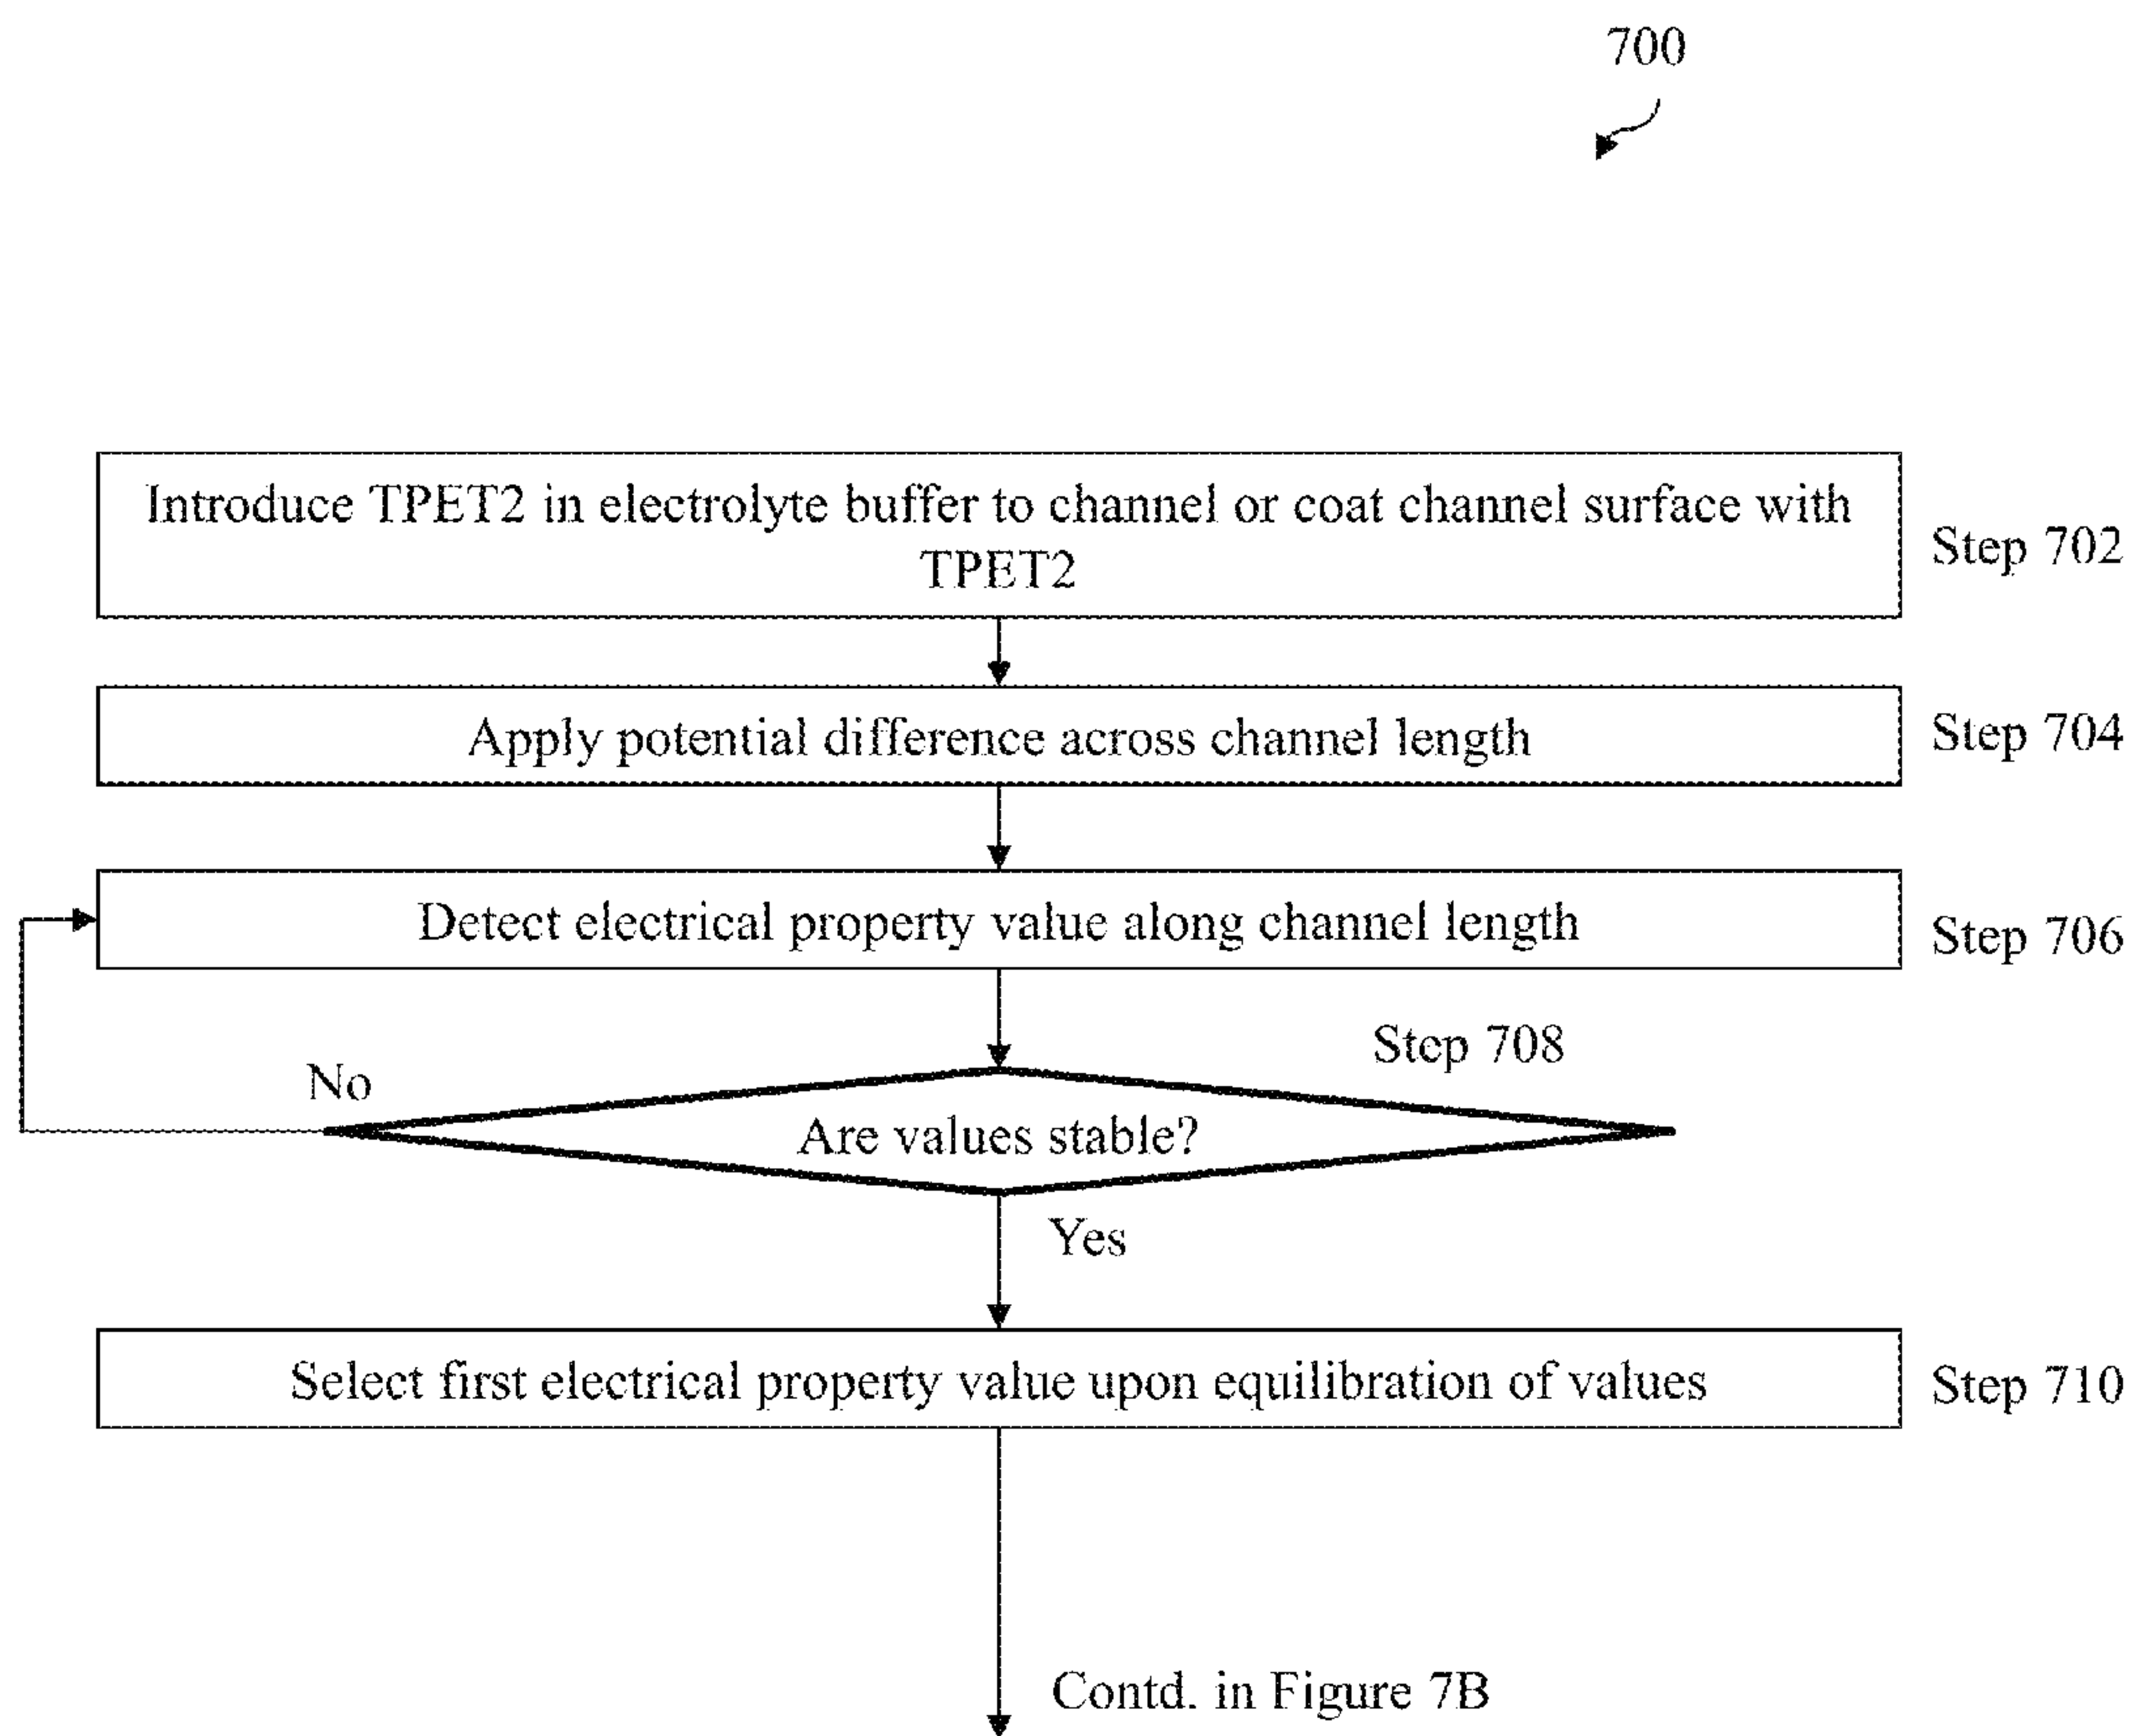 700
Introduce TPET2 in electrolyte buffer to channel or coat channel surface with
TPET2
Step 702
Apply potential difference across channel length
Step 704
Detect electrical property value along channel length
Step 706
Step 708
No
Are values stable?
Yes
Select first electrical property value upon equilibration of values
Step 710
Contd. in Figure 7B